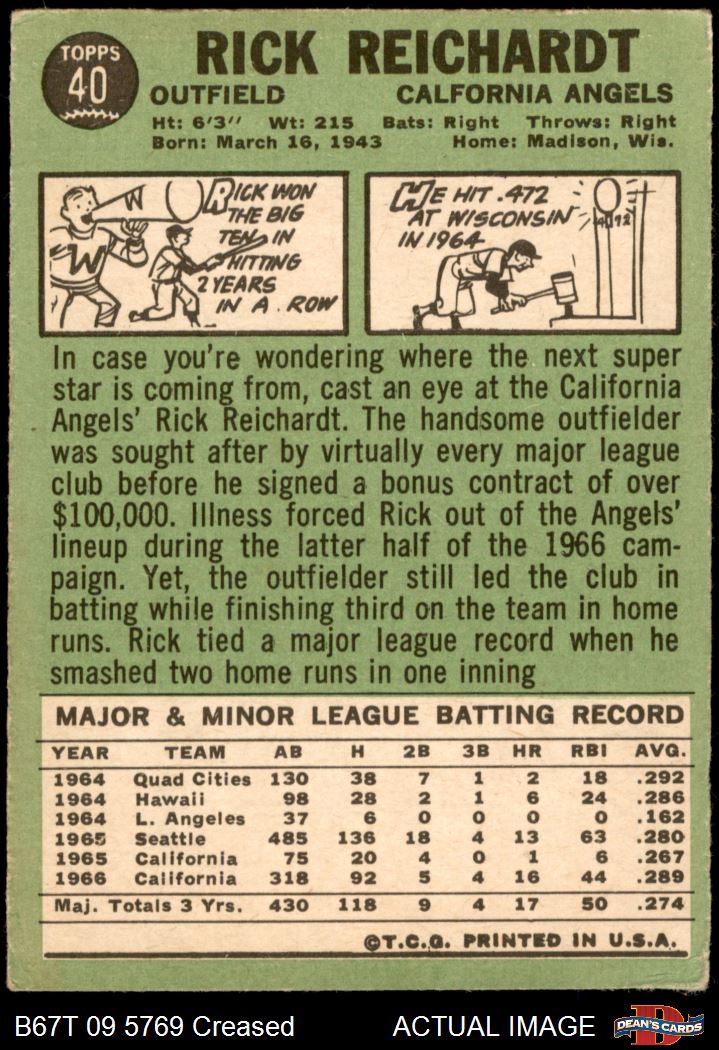 TOPPS
40
RICK REICHARDT
OUTFIELD CALFORNIA ANGELS
Ht: 6'3" Wt: 215 Bats: Right Throws: Right
Born: March 16, 1943 Home: Madison, Wis.
W
W
RICK WON
THE BIG
TEN IN
HITTING
2 YEARS
IN A ROW
HE HIT .472
AT WISCONSIN
IN 1964
In case you're wondering where the next super
star is coming from, cast an eye at the California
Angels' Rick Reichardt. The handsome outfielder
was sought after by virtually every major league
club before he signed a bonus contract of over
$100,000. Illness forced Rick out of the Angels'
lineup during the latter half of the 1966 cam-
paign. Yet, the outfielder still led the club in
batting while finishing third on the team in home
runs. Rick tied a major league record when he
smashed two home runs in one inning
MAJOR & MINOR LEAGUE BATTING RECORD
YEAR TEAM AB H 2B 3B HR RBI AVG.
1964 Quad Cities 130 38 7 1 2 18 .292
1964 Hawaii 98 28 2 1 6 24 .286
1964 L. Angeles 37 6 0 0 0 0 .162
1965 Seattle 485 136 18 4 13 63 .280
1965 California 75 20 4 0 1 6 .267
1966 California 318 92 5 4 16 44 .289
Maj. Totals 3 Yrs. 430 118 9 4 17 50 .274
©T.C.G. PRINTED IN U.S.A.
B67T 09 5769 Creased ACTUAL IMAGE DEAN'S CARDS